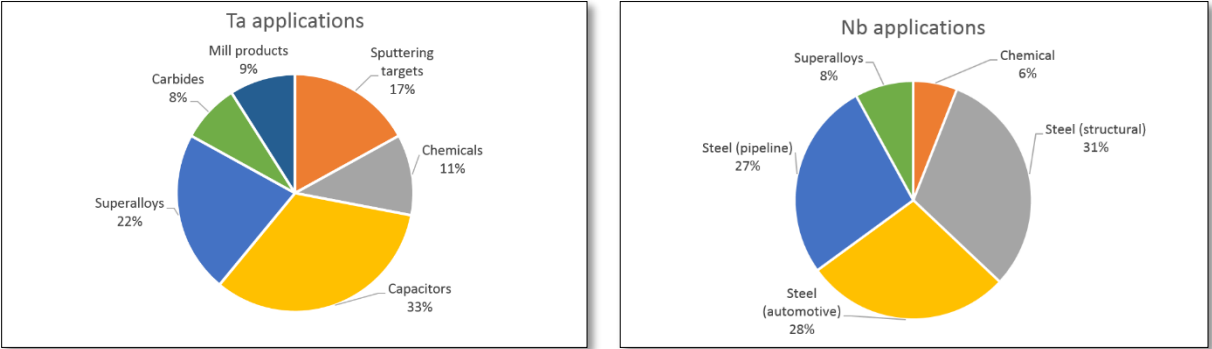 Ta applications
Mill products
9%
Sputtering
targets
17%
Carbides
8%
Chemicals
11%
Superalloys
22%
Capacitors
33%
Nb applications
Superalloys
8%
Chemical
6%
Steel (structural)
31%
Steel (pipeline)
27%
Steel
(automotive)
28%